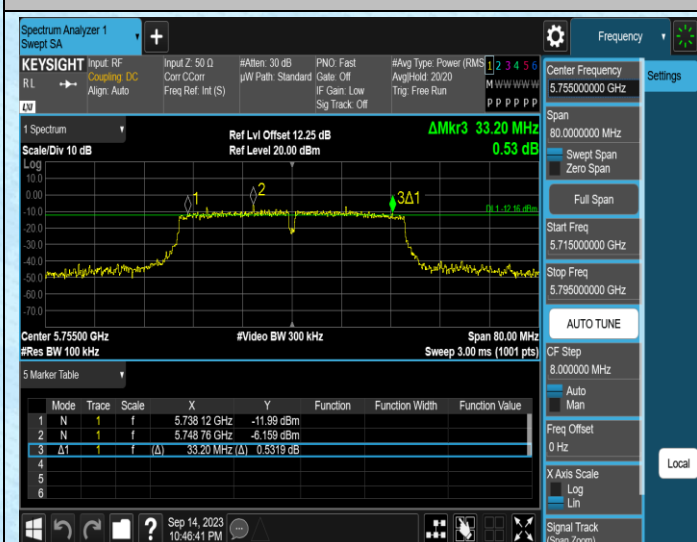 Spectrum Analyzer 1
Swept SA
+
Frequency
KEYSIGHT
Input: RF
Coupling: DC
Align: Auto
Input Z: 50 Ω
Corr CCorr
Freq Ref: Int (S)
#Atten: 30 dB
µW Path: Standard
PNO: Fast
Gate: Off
IF Gain: Low
Sig Track: Off
#Avg Type: Power (RMS)
Avg|Hold: 20/20
Trig: Free Run
1 2 3 4 5 6
M W W W W W
P P P P P P
R L
LXI
1 Spectrum
Scale/Div 10 dB
Ref Lvl Offset 12.25 dB
Ref Level 20.00 dBm
ΔMkr3 33.20 MHz
0.53 dB
Log
10.0
0.00
-10.0
-20.0
-30.0
-40.0
-50.0
-60.0
-70.0
1
2
3Δ1
DL1 -12.16 dBm
Center 5.75500 GHz
#Res BW 100 kHz
#Video BW 300 kHz
Span 80.00 MHz
Sweep 3.00 ms (1001 pts)
5 Marker Table
Mode Trace Scale X Y Function Function Width Function Value
1 N 1 f 5.738 12 GHz -11.99 dBm
2 N 1 f 5.748 76 GHz -6.159 dBm
3 Δ1 1 f (Δ) 33.20 MHz (Δ) 0.5319 dB
4
5
6
Sep 14, 2023
10:46:41 PM
?
Center Frequency
5.755000000 GHz
Settings
Span
80.0000000 MHz
Swept Span
Zero Span
Full Span
Start Freq
5.715000000 GHz
Stop Freq
5.795000000 GHz
AUTO TUNE
CF Step
8.000000 MHz
Auto
Man
Freq Offset
0 Hz
X Axis Scale
Log
Lin
Local
Signal Track
(Span Zoom)